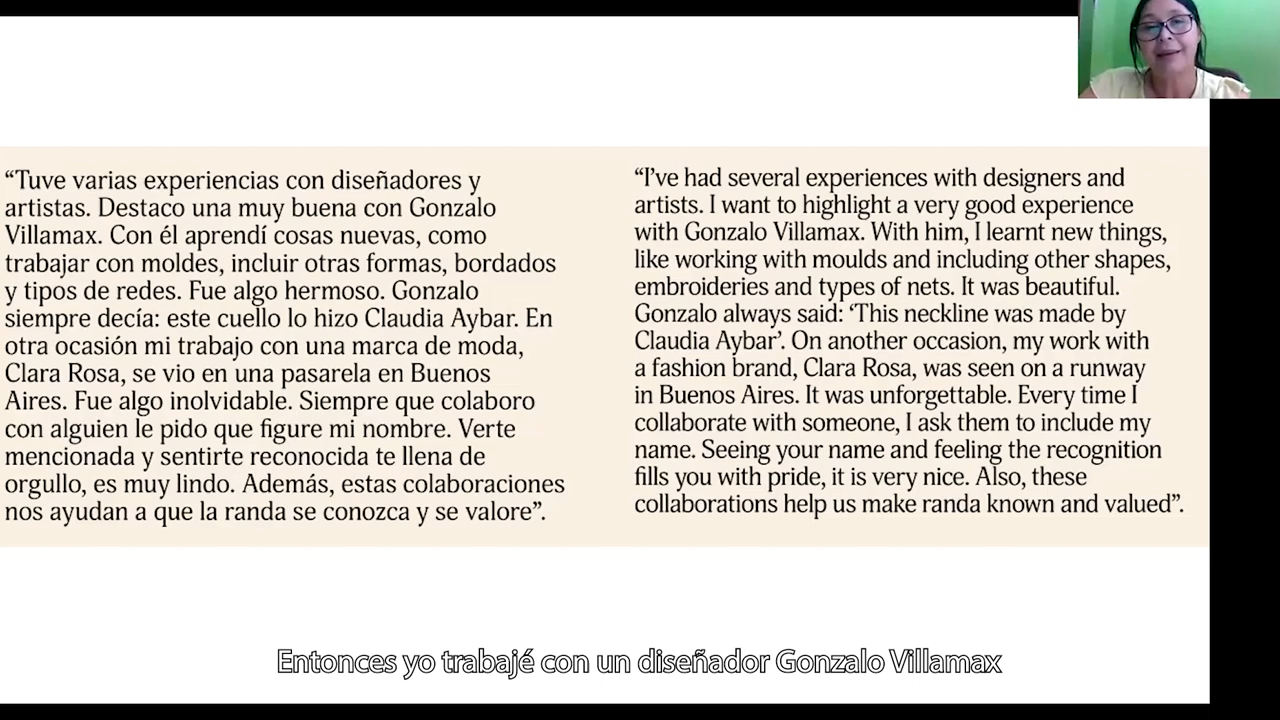 “Tuve varias experiencias con diseñadores y
artistas. Destaco una muy buena con Gonzalo
Villamax. Con él aprendí cosas nuevas, como
trabajar con moldes, incluir otras formas, bordados
y tipos de redes. Fue algo hermoso. Gonzalo
siempre decía: este cuello lo hizo Claudia Aybar. En
otra ocasión mi trabajo con una marca de moda,
Clara Rosa, se vio en una pasarela en Buenos
Aires. Fue algo inolvidable. Siempre que colaboro
con alguien le pido que figure mi nombre. Verte
mencionada y sentirte reconocida te llena de
orgullo, es muy lindo. Además, estas colaboraciones
nos ayudan a que la randa se conozca y se valore”.
“I’ve had several experiences with designers and
artists. I want to highlight a very good experience
with Gonzalo Villamax. With him, I learnt new things,
like working with moulds and including other shapes,
embroideries and types of nets. It was beautiful.
Gonzalo always said: ‘This neckline was made by
Claudia Aybar’. On another occasion, my work with
a fashion brand, Clara Rosa, was seen on a runway
in Buenos Aires. It was unforgettable. Every time I
collaborate with someone, I ask them to include my
name. Seeing your name and feeling the recognition
fills you with pride, it is very nice. Also, these
collaborations help us make randa known and valued”.
Entonces yo trabajé con un diseñador Gonzalo Villamax